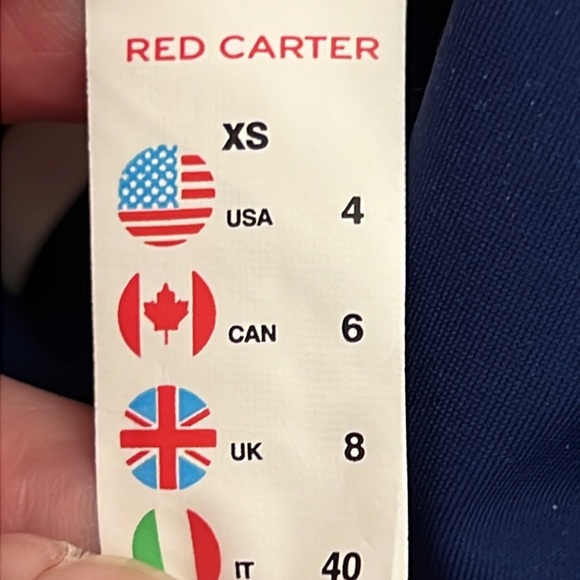 RED CARTER
XS
USA 4
CAN 6
UK 8
IT 40